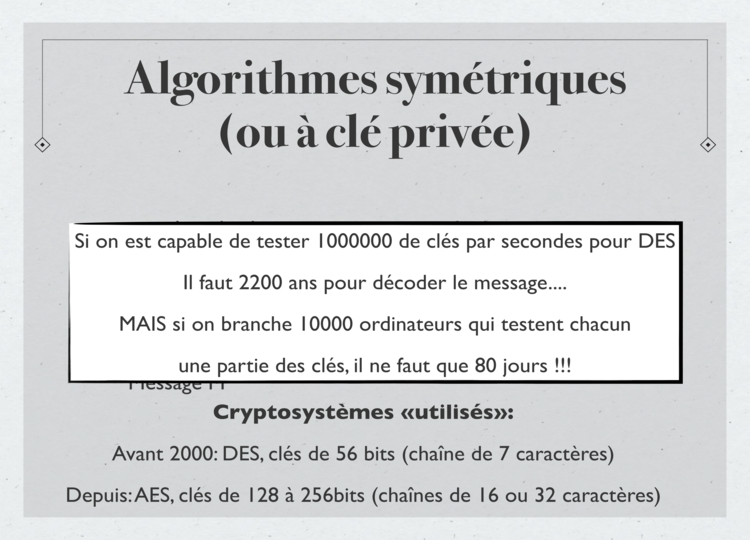 Algorithmes symétriques
(ou à clé privée)
Si on est capable de tester 1000000 de clés par secondes pour DES
Il faut 2200 ans pour décoder le message....
MAIS si on branche 10000 ordinateurs qui testent chacun
une partie des clés, il ne faut que 80 jours !!!
Message
Cryptosystèmes «utilisés»:
Avant 2000: DES, clés de 56 bits (chaîne de 7 caractères)
Depuis: AES, clés de 128 à 256bits (chaînes de 16 ou 32 caractères)